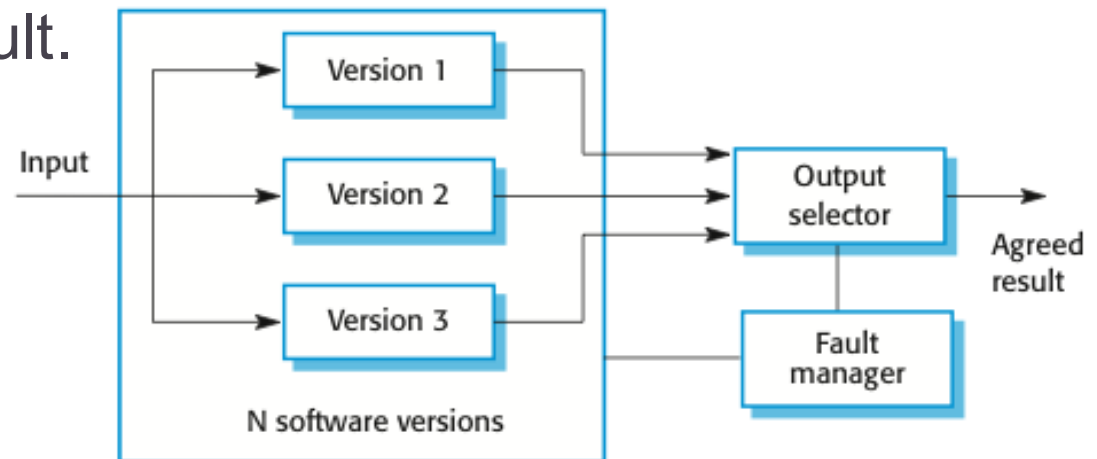 ult.
Version 1
Input
Version 2
Output
selector
Agreed
result
Version 3
Fault
manager
N software versions